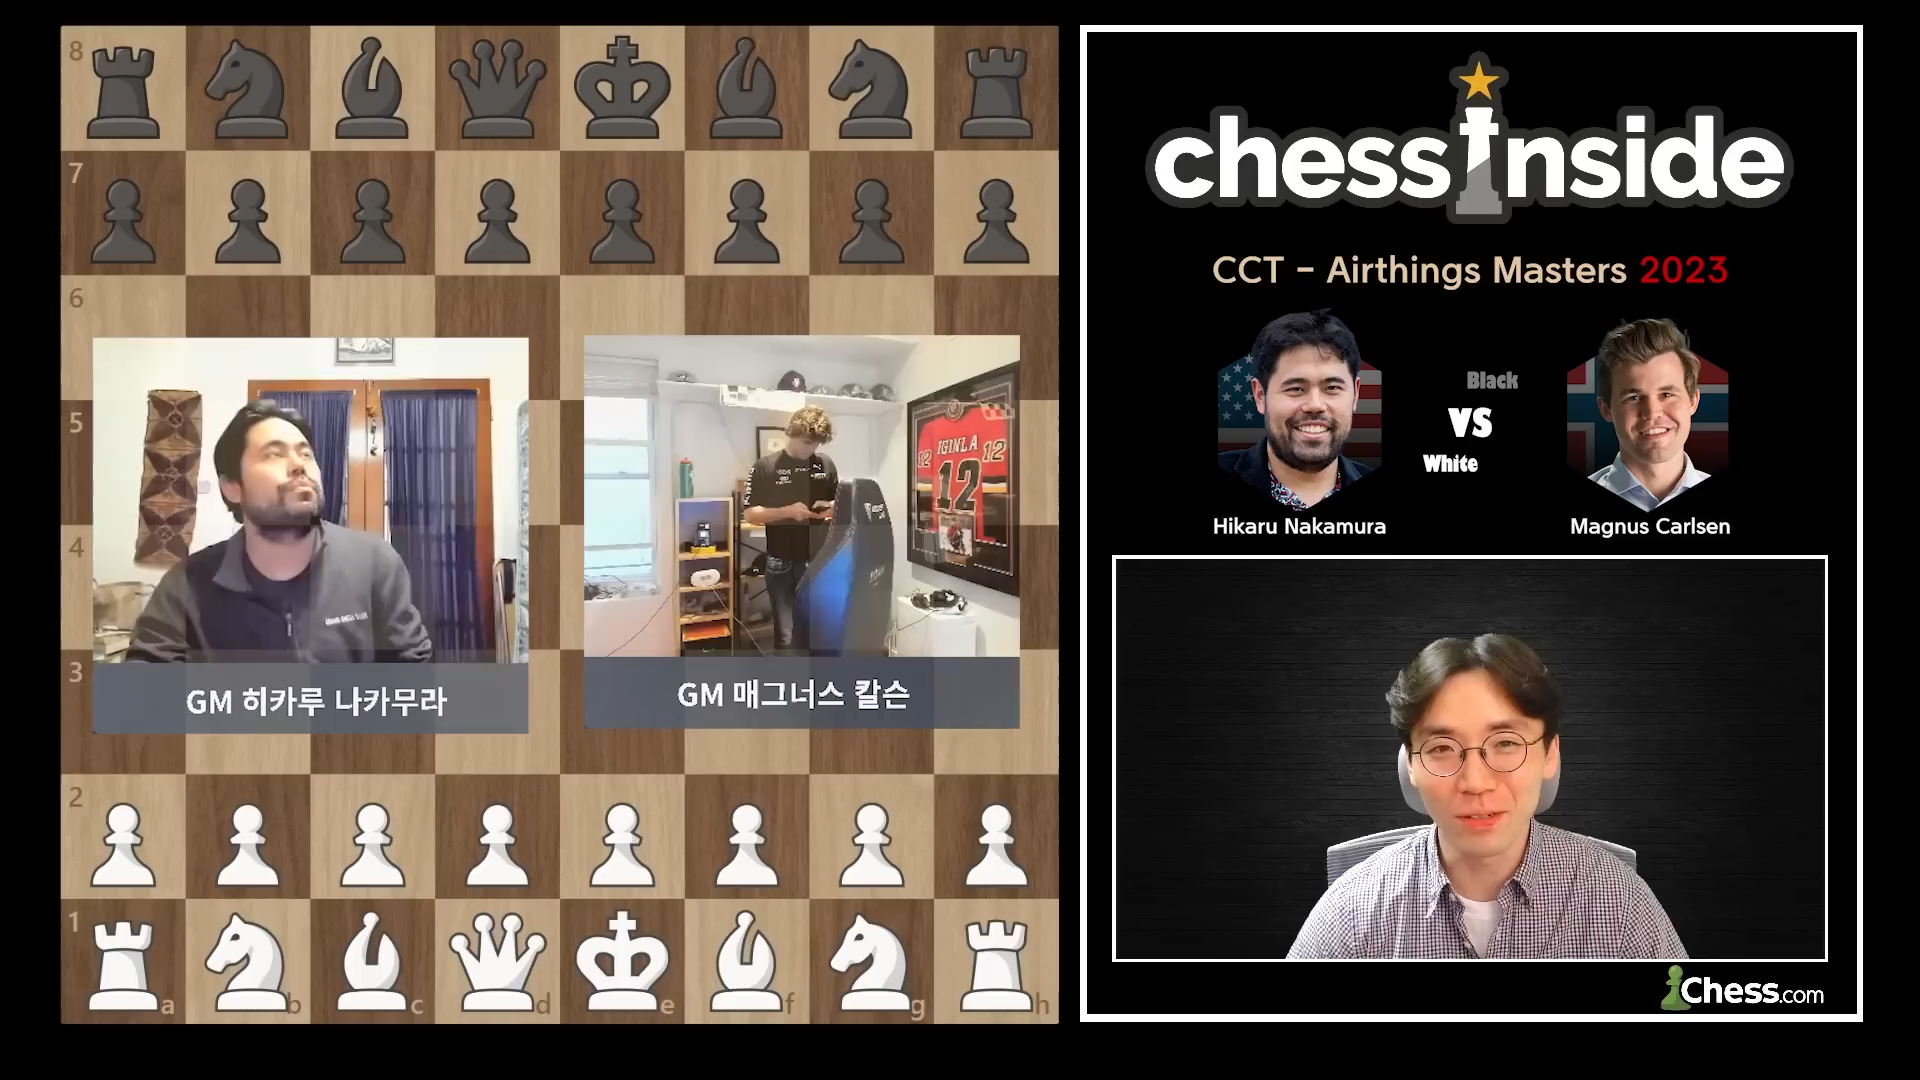 8
7
6
5
4
3
2
1
a b c d e f g h
GM 히카루 나카무라
IGINLA
12 12
12
GM 매그너스 칼슨
chessInside
CCT - Airthings Masters 2023
Black
VS
White
Hikaru Nakamura
Magnus Carlsen
Chess.com